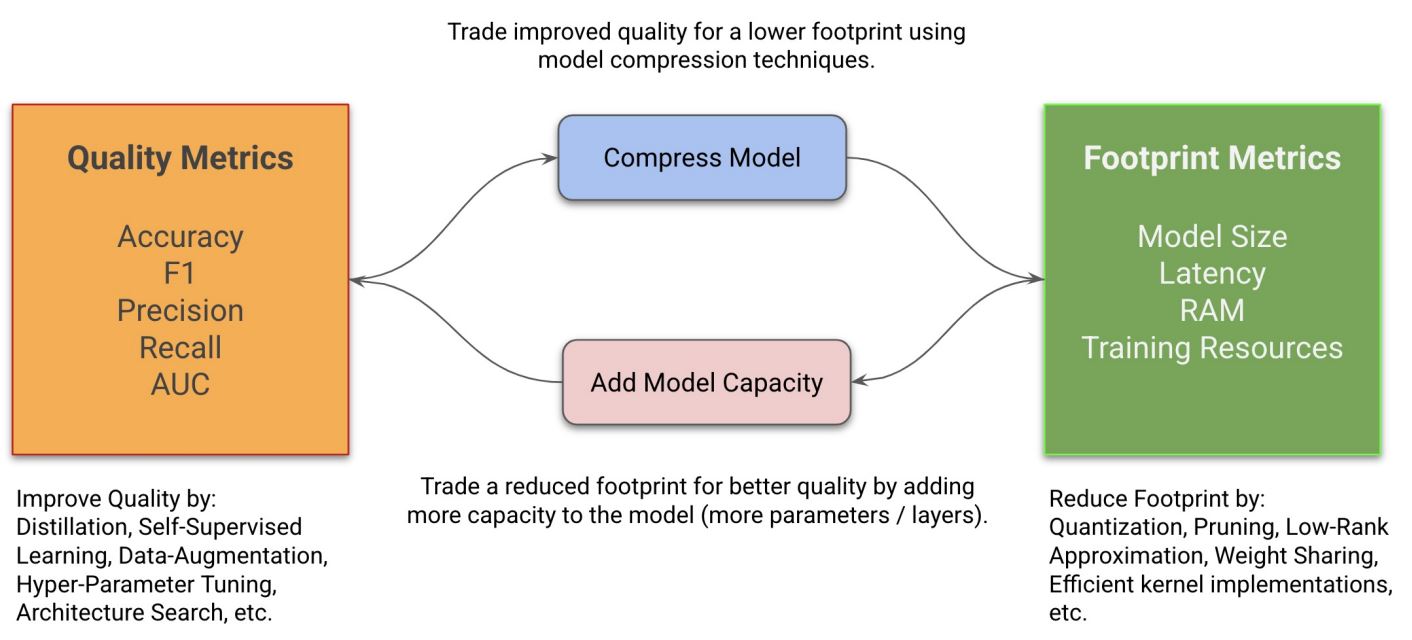 Trade improved quality for a lower footprint using
model compression techniques.
Quality Metrics
Accuracy
F1
Precision
Recall
AUC
Compress Model
Add Model Capacity
Footprint Metrics
Model Size
Latency
RAM
Training Resources
Improve Quality by:
Distillation, Self-Supervised
Learning, Data-Augmentation,
Hyper-Parameter Tuning,
Architecture Search, etc.
Trade a reduced footprint for better quality by adding
more capacity to the model (more parameters / layers).
Reduce Footprint by:
Quantization, Pruning, Low-Rank
Approximation, Weight Sharing,
Efficient kernel implementations,
etc.